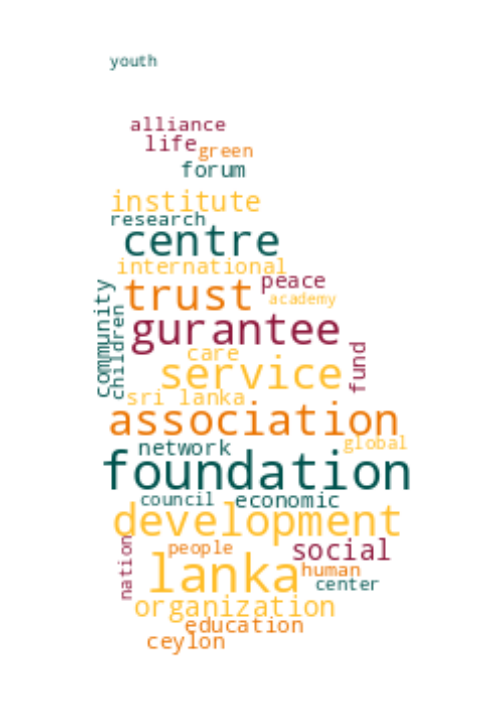 youth
alliance
life green
forum
institute
research
centre
international
trust peace
academy
community
children
gurantee
care
fund
service
sri lanka
association
network global
foundation
council economic
development
nation
people social
lanka human
center
organization
education
ceylon